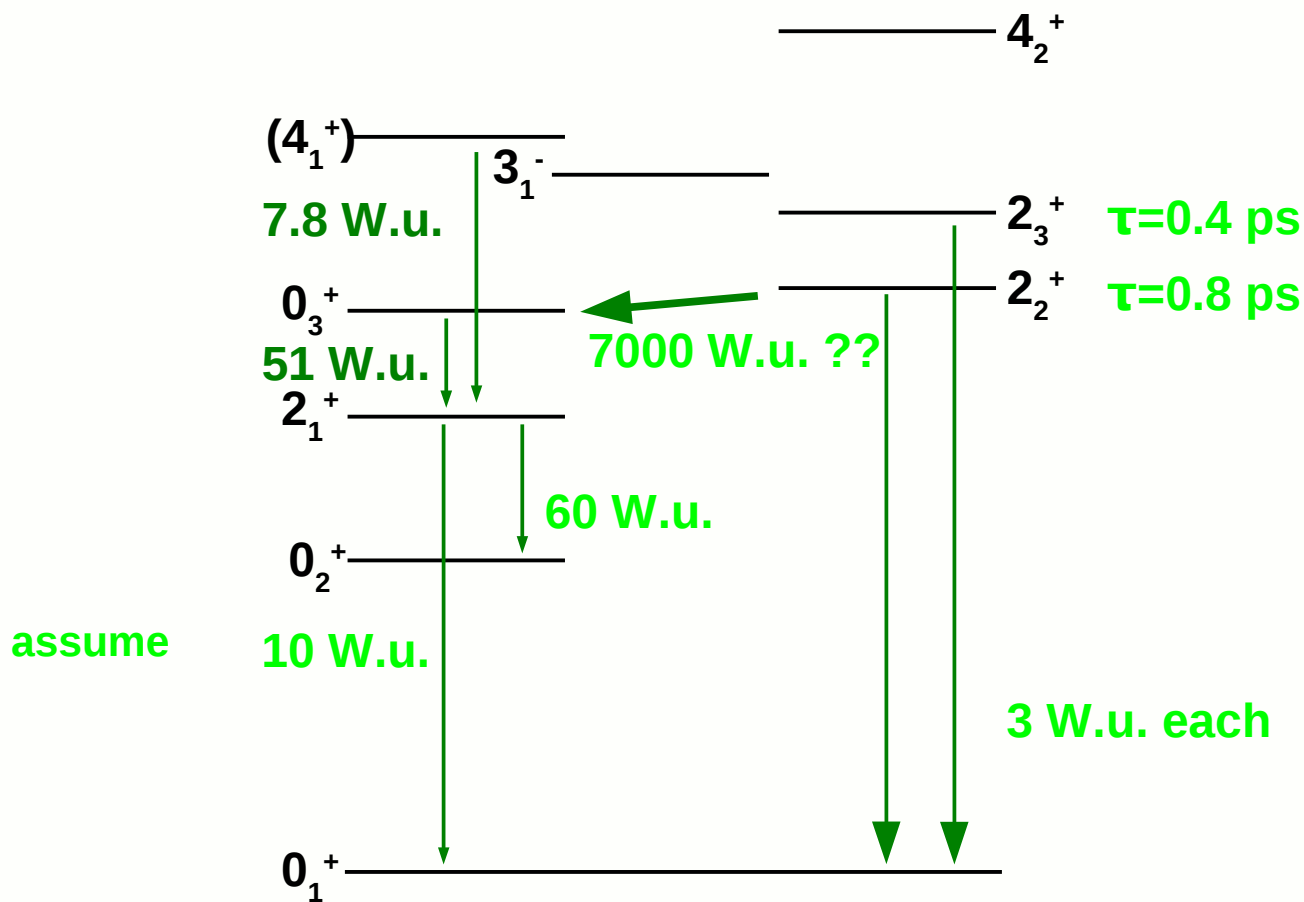 4₂⁺
(4₁⁺)
3₁⁻
7.8 W.u.
2₃⁺ τ=0.4 ps
0₃⁺
2₂⁺ τ=0.8 ps
7000 W.u. ??
51 W.u.
2₁⁺
60 W.u.
0₂⁺
assume 10 W.u.
3 W.u. each
0₁⁺